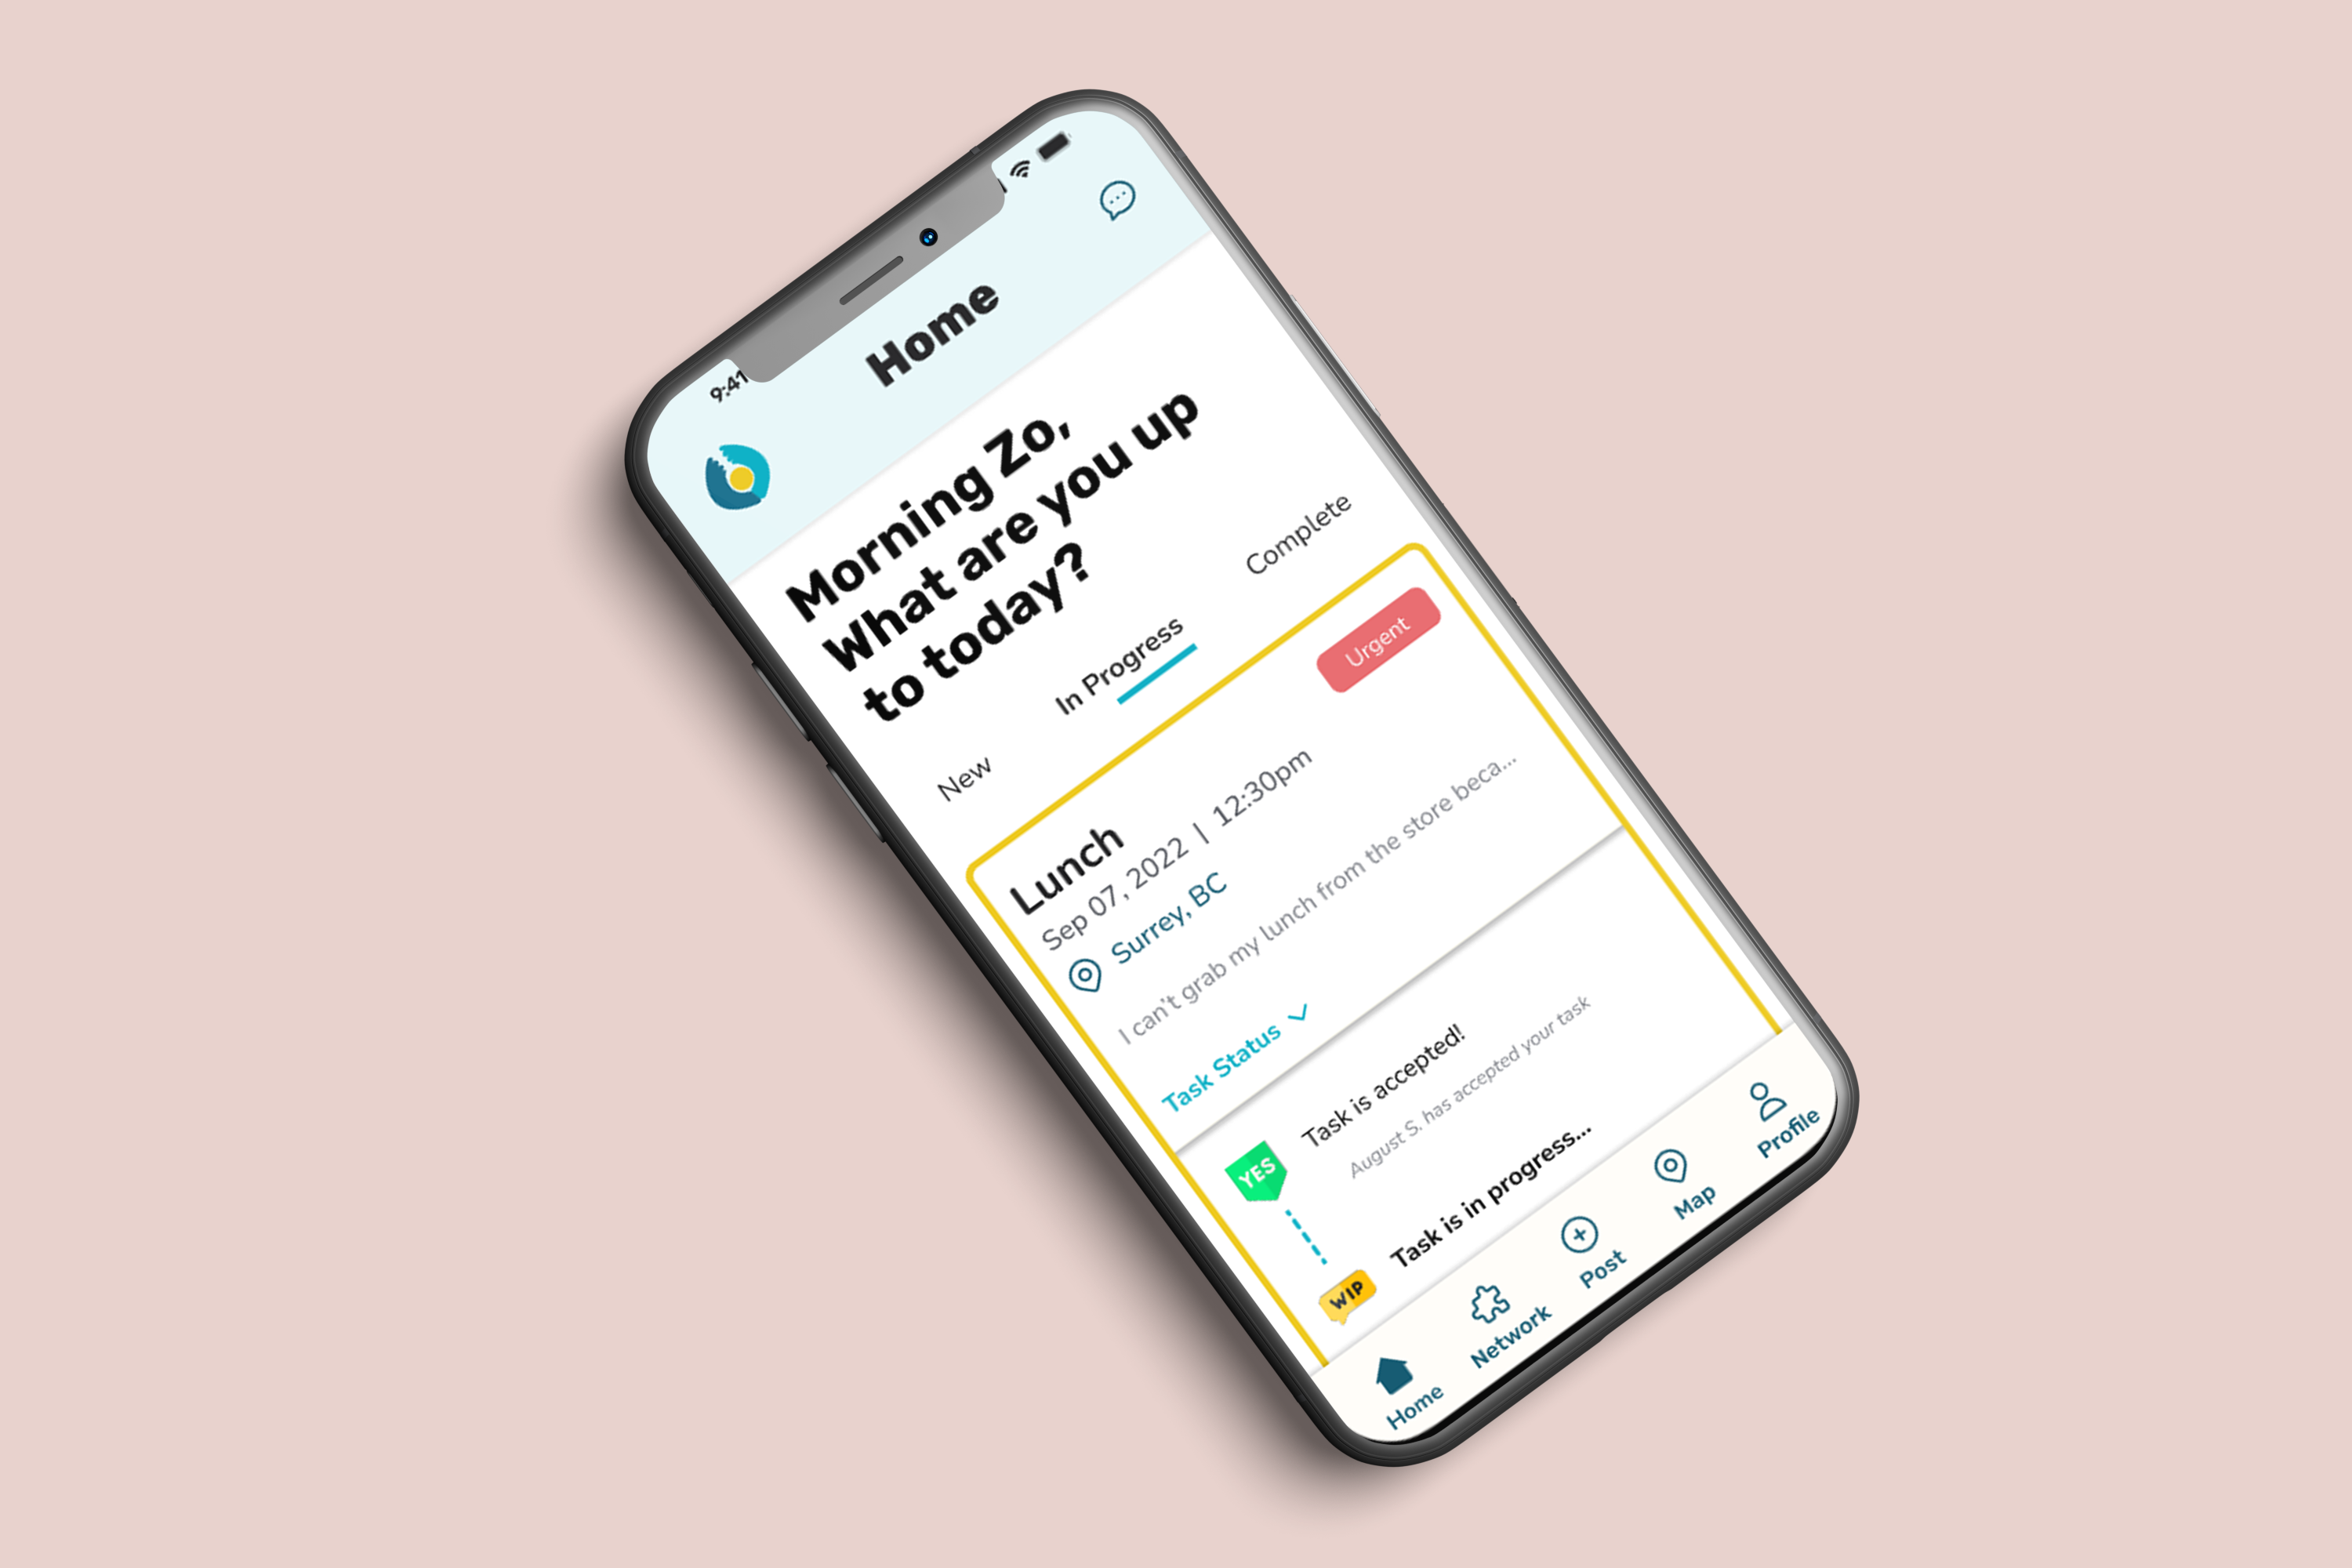 9:41
Home
Morning Zo,
What are you up
to today?
New
In Progress
Complete
Urgent
Lunch
Sep 07, 2022 | 12:30pm
Surrey, BC
I can't grab my lunch from the store beca...
Task Status
YES
Task is accepted!
August S. has accepted your task
WIP
Task is in progress...
Home
Network
Post
Map
Profile